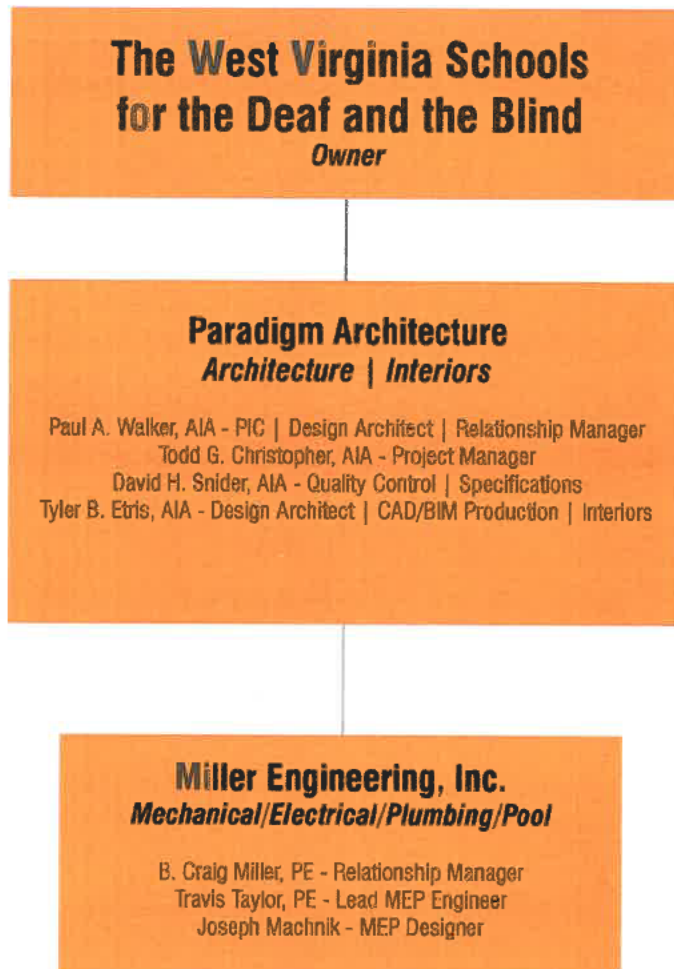 The West Virginia Schools
for the Deaf and the Blind
Owner
Paradigm Architecture
Architecture | Interiors
Paul A. Walker, AIA - PIC | Design Architect | Relationship Manager
Todd G. Christopher, AIA - Project Manager
David H. Snider, AIA - Quality Control | Specifications
Tyler B. Etris, AIA - Design Architect | CAD/BIM Production | Interiors
Miller Engineering, Inc.
Mechanical/Electrical/Plumbing/Pool
B. Craig Miller, PE - Relationship Manager
Travis Taylor, PE - Lead MEP Engineer
Joseph Machnik - MEP Designer